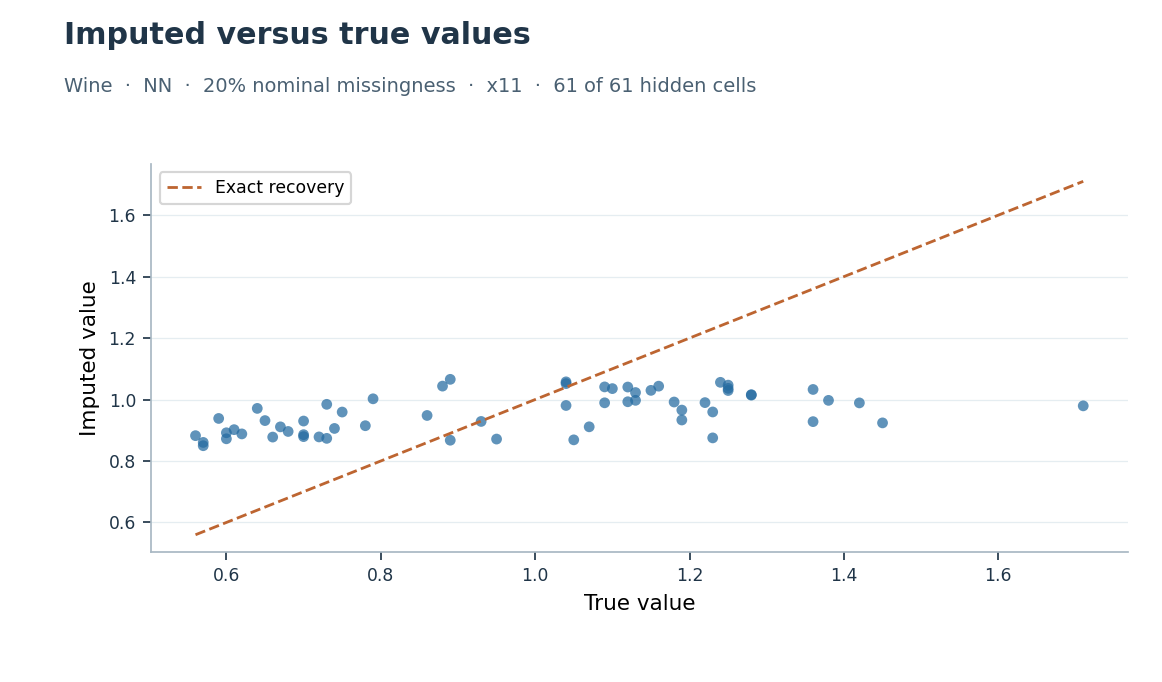 Imputed versus true values
Wine · NN · 20% nominal missingness · x11 · 61 of 61 hidden cells
Exact recovery
1.6
1.4
1.2
1.0
0.8
0.6
Imputed value
0.6 0.8 1.0 1.2 1.4 1.6
True value